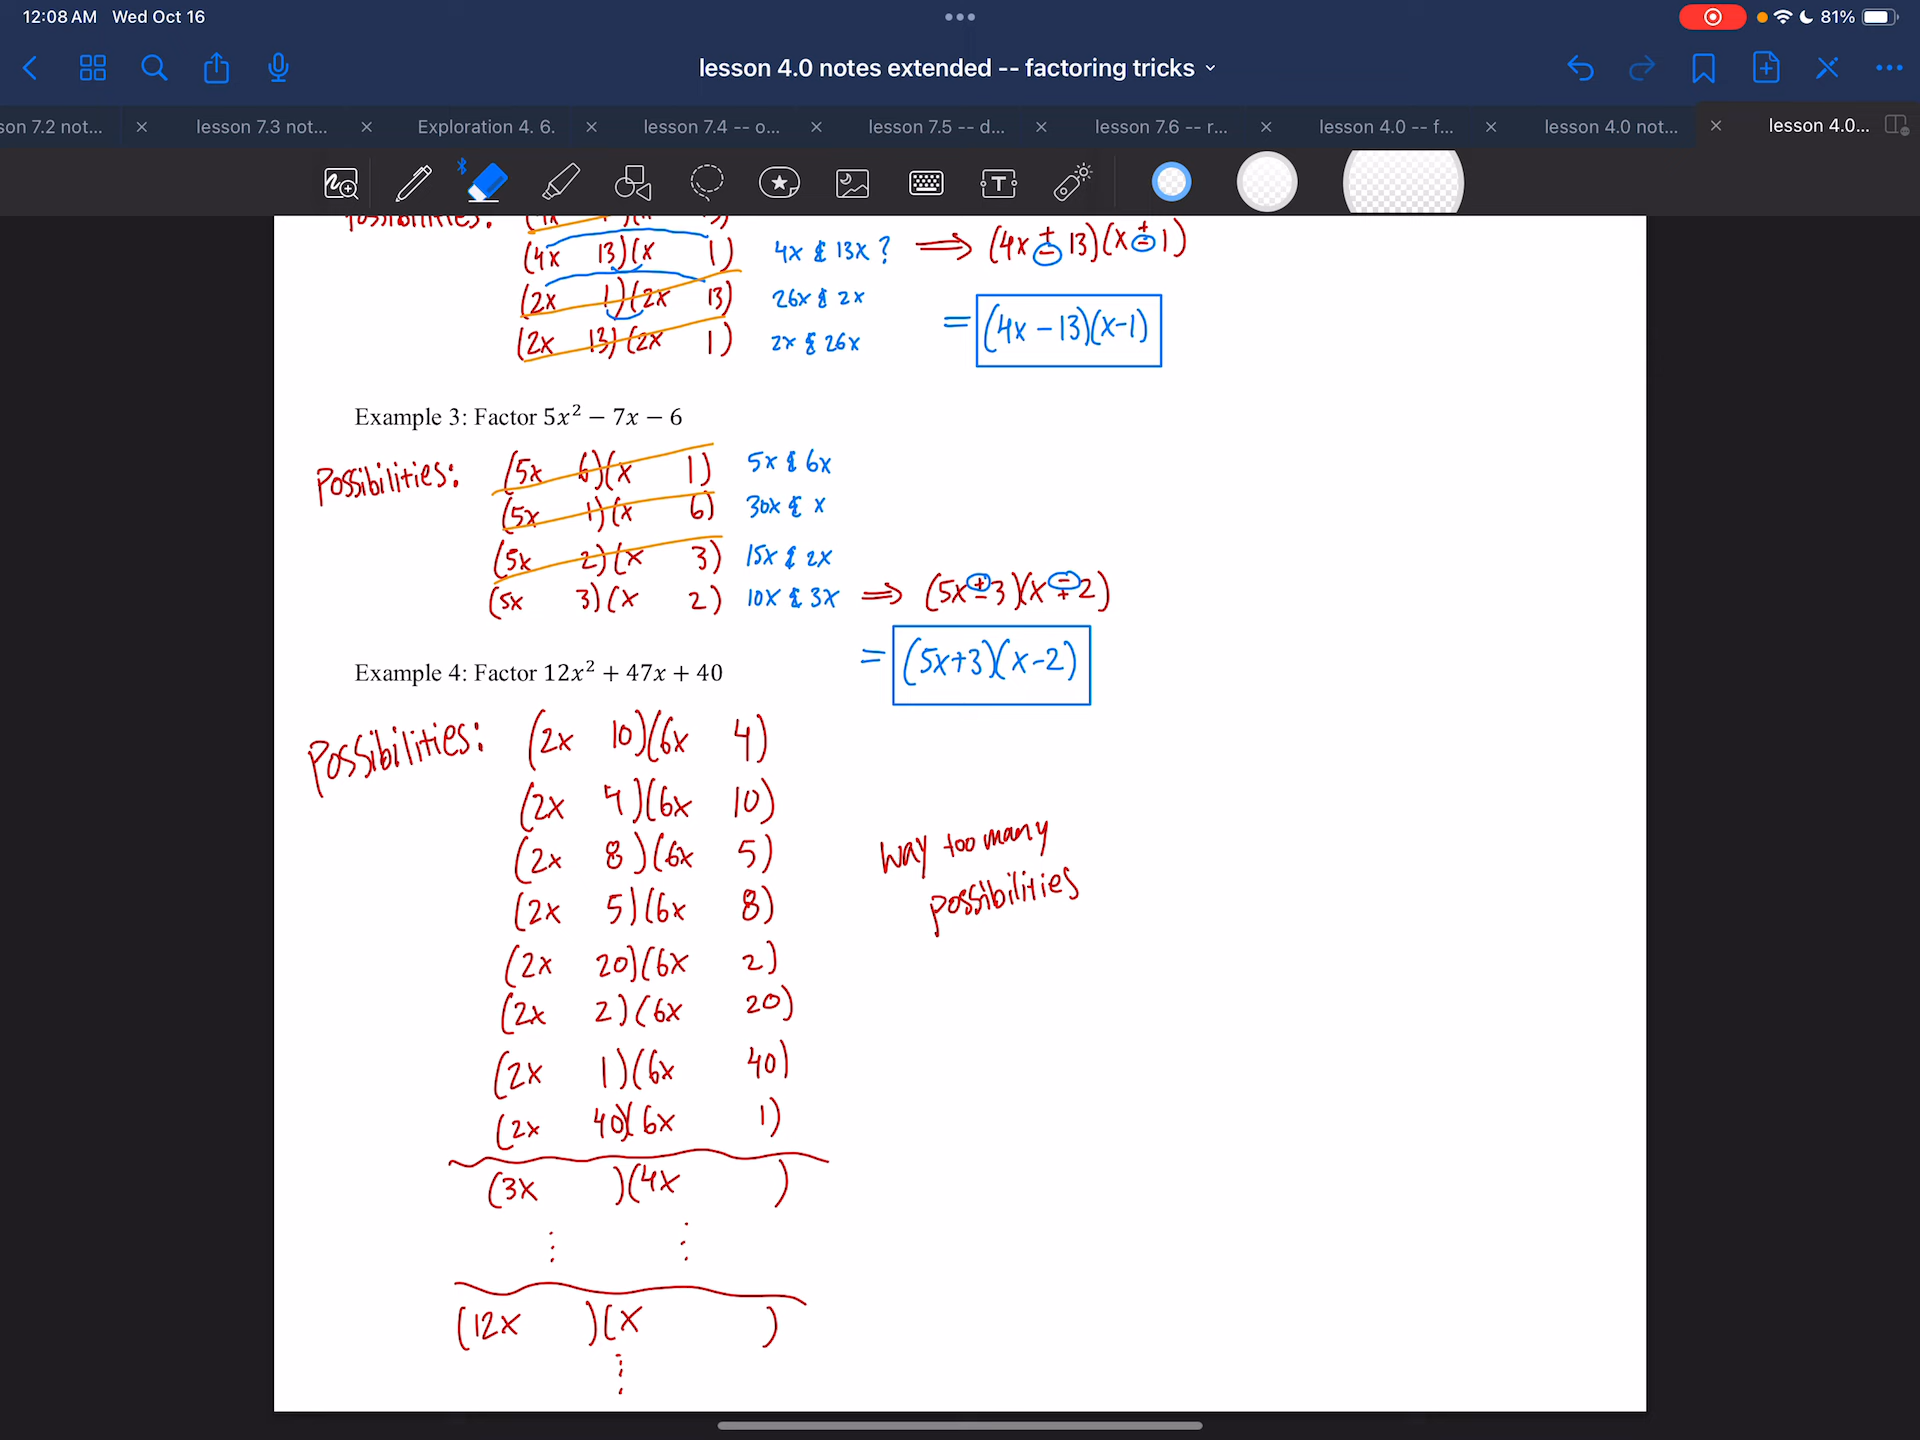 12:08 AM Wed Oct 16
81%
lesson 4.0 notes extended -- factoring tricks
son 7.2 not... lesson 7.3 not... Exploration 4. 6. lesson 7.4 -- o... lesson 7.5 -- d... lesson 7.6 -- r... lesson 4.0 -- f... lesson 4.0 not... lesson 4.0...
Possibilities:
(4x 13)(x 1) 4x & 13x ? ⟹ (4x ± 13)(x ± 1)
(2x 1)(2x 13) 26x & 2x
= (4x − 13)(x−1)
(2x 13)(2x 1) 2x & 26x
Example 3: Factor 5x² − 7x − 6
Possibilities: (5x 6)(x 1) 5x & 6x
(5x 1)(x 6) 30x & x
(5x 2)(x 3) 15x & 2x
(5x 3)(x 2) 10x & 3x ⟹ (5x ± 3)(x ∓ 2)
= (5x+3)(x−2)
Example 4: Factor 12x² + 47x + 40
Possibilities: (2x 10)(6x 4)
(2x 4)(6x 10)
(2x 8)(6x 5)
(2x 5)(6x 8)
(2x 20)(6x 2)
(2x 2)(6x 20)
(2x 1)(6x 40)
(2x 40)(6x 1)
(3x )(4x )
⋮ ⋮
(12x )(x )
⋮
way too many
possibilities